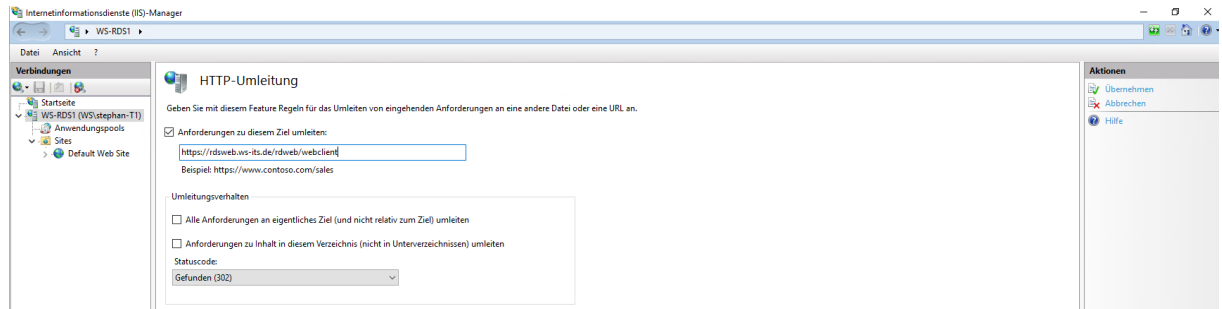 Internetinformationsdienste (IIS)-Manager
WS-RDS1
Datei Ansicht ?
Verbindungen
Startseite
WS-RDS1 (WS\stephan-T1)
Anwendungspools
Sites
Default Web Site
HTTP-Umleitung
Geben Sie mit diesem Feature Regeln für das Umleiten von eingehenden Anforderungen an eine andere Datei oder eine URL an.
Anforderungen zu diesem Ziel umleiten:
https://rdsweb.ws-its.de/rdweb/webclient
Beispiel: https://www.contoso.com/sales
Umleitungsverhalten
Alle Anforderungen an eigentliches Ziel (und nicht relativ zum Ziel) umleiten
Anforderungen zu Inhalt in diesem Verzeichnis (nicht in Unterverzeichnissen) umleiten
Statuscode:
Gefunden (302)
Aktionen
Übernehmen
Abbrechen
Hilfe